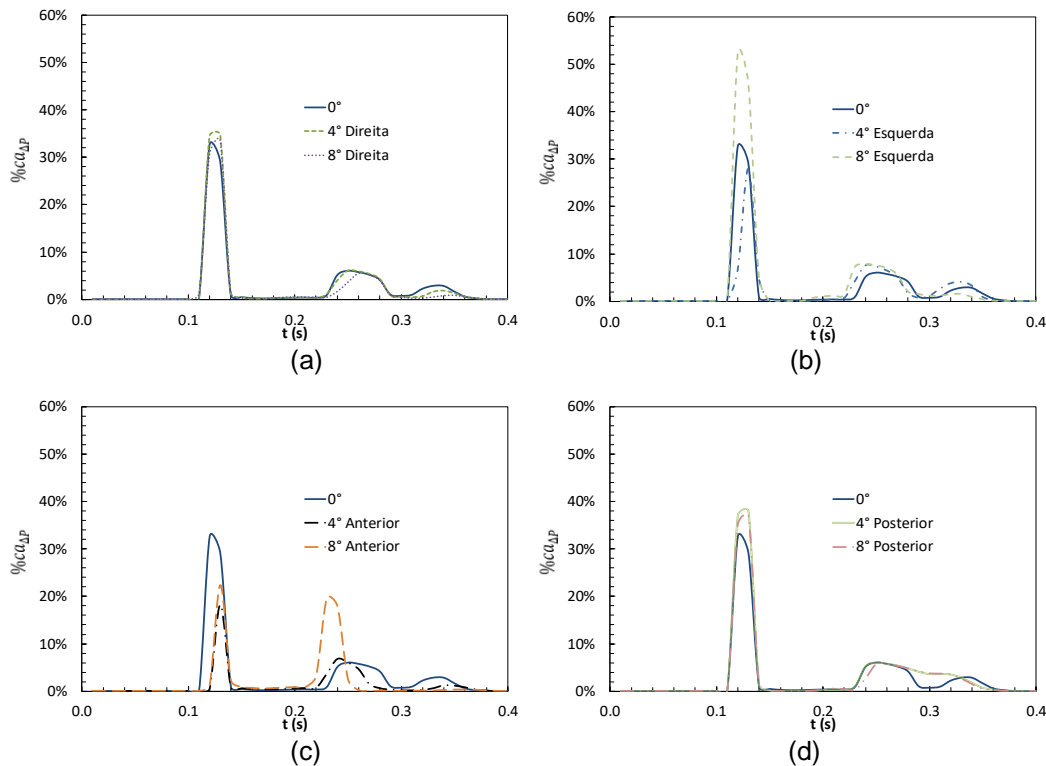 60%
50%
40%
30%
20%
10%
0%
%ca_ΔP
0°
4° Direita
8° Direita
0.0 0.1 0.2 0.3 0.4
t (s)
(a)
60%
50%
40%
30%
20%
10%
0%
%ca_ΔP
0°
4° Esquerda
8° Esquerda
0.0 0.1 0.2 0.3 0.4
t (s)
(b)
60%
50%
40%
30%
20%
10%
0%
%ca_ΔP
0°
4° Anterior
8° Anterior
0.0 0.1 0.2 0.3 0.4
t (s)
(c)
60%
50%
40%
30%
20%
10%
0%
%ca_ΔP
0°
4° Posterior
8° Posterior
0.0 0.1 0.2 0.3 0.4
t (s)
(d)